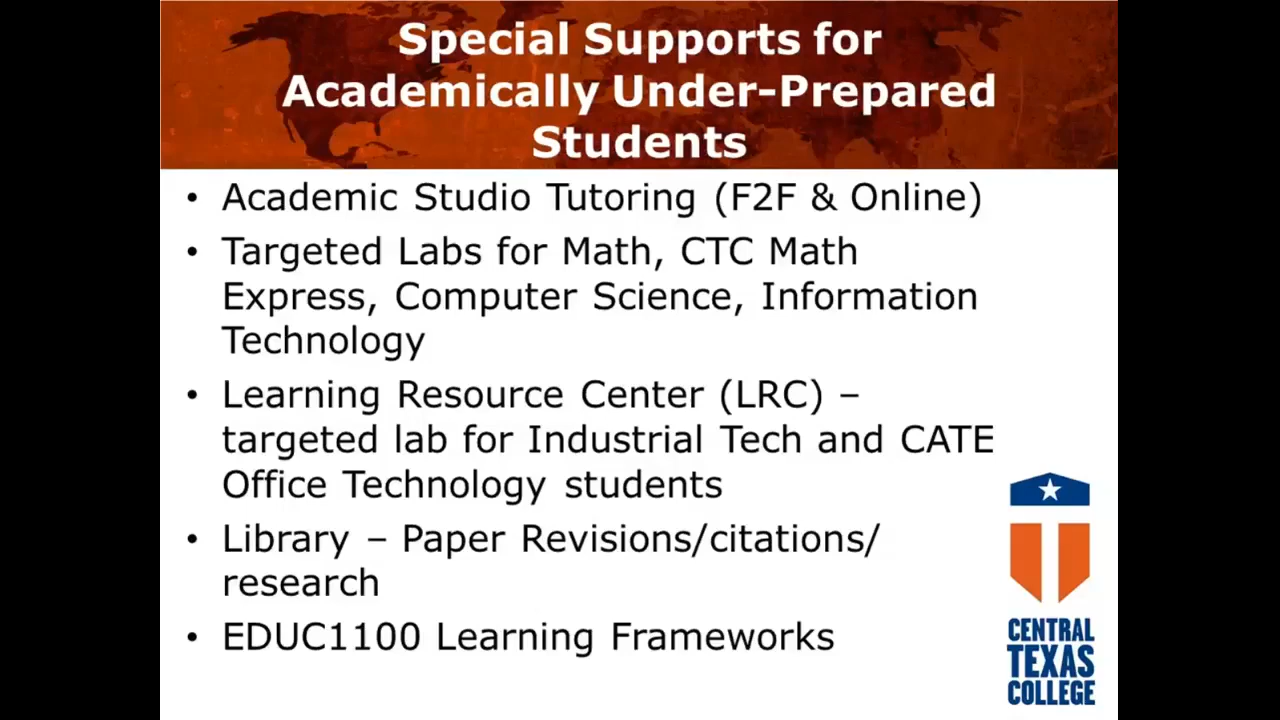 Special Supports for
Academically Under-Prepared
Students
• Academic Studio Tutoring (F2F & Online)
• Targeted Labs for Math, CTC Math
Express, Computer Science, Information
Technology
• Learning Resource Center (LRC) –
targeted lab for Industrial Tech and CATE
Office Technology students
• Library – Paper Revisions/citations/
research
• EDUC1100 Learning Frameworks
CENTRAL
TEXAS
COLLEGE